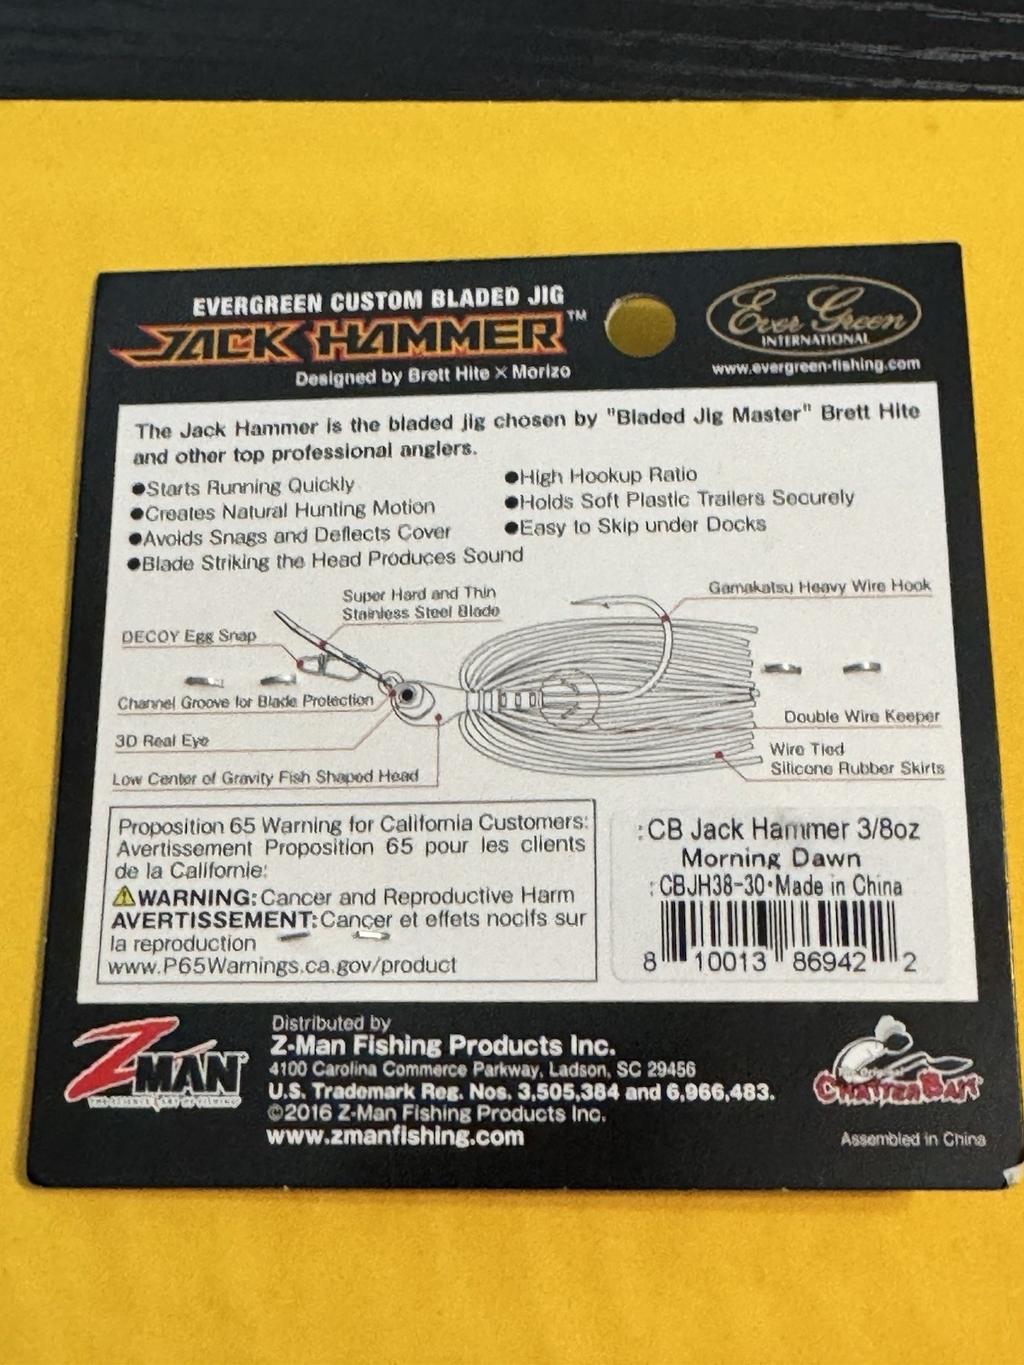 EVERGREEN CUSTOM BLADED JIG
JACK HAMMER™
Designed by Brett Hite × Morizo
Ever Green
INTERNATIONAL
www.evergreen-fishing.com
The Jack Hammer is the bladed jig chosen by "Bladed Jig Master" Brett Hite
and other top professional anglers.
●Starts Running Quickly
●Creates Natural Hunting Motion
●Avoids Snags and Deflects Cover
●Blade Striking the Head Produces Sound
●High Hookup Ratio
●Holds Soft Plastic Trailers Securely
●Easy to Skip under Docks
Super Hard and Thin
Stainless Steel Blade
Gamakatsu Heavy Wire Hook
DECOY Egg Snap
Channel Groove for Blade Protection
3D Real Eye
Low Center of Gravity Fish Shaped Head
Double Wire Keeper
Wire Tied
Silicone Rubber Skirts
Proposition 65 Warning for California Customers:
Avertissement Proposition 65 pour les clients
de la Californie:
⚠WARNING: Cancer and Reproductive Harm
AVERTISSEMENT: Cancer et effets nocifs sur
la reproduction
www.P65Warnings.ca.gov/product
:CB Jack Hammer 3/8oz
Morning Dawn
:CBJH38-30・Made in China
8 10013 86942 2
ZMAN
Distributed by
Z-Man Fishing Products Inc.
4100 Carolina Commerce Parkway, Ladson, SC 29456
U.S. Trademark Reg. Nos. 3,505,384 and 6,966,483.
©2016 Z-Man Fishing Products Inc.
www.zmanfishing.com
The Original
CHATTERBAIT
Assembled in China